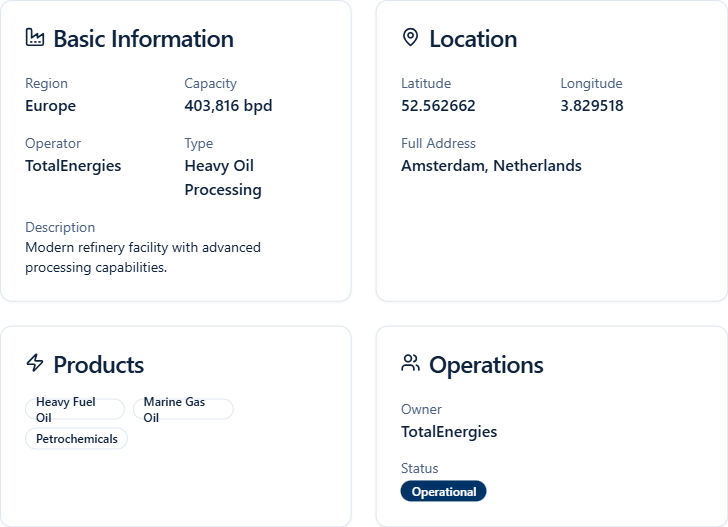 Basic Information
Region
Capacity
Europe
403,816 bpd
Operator
Type
TotalEnergies
Heavy Oil
Processing
Description
Modern refinery facility with advanced
processing capabilities.
Location
Latitude
Longitude
52.562662
3.829518
Full Address
Amsterdam, Netherlands
Products
Heavy Fuel
Oil
Marine Gas
Oil
Petrochemicals
Operations
Owner
TotalEnergies
Status
Operational